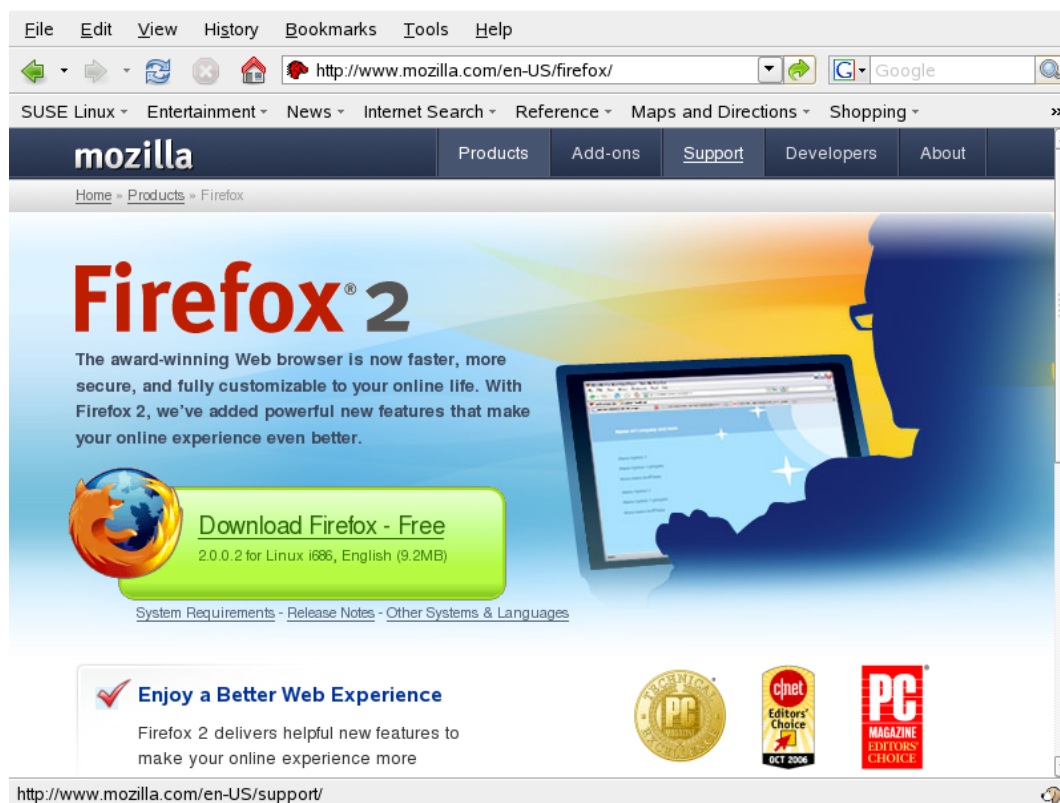 File Edit View History Bookmarks Tools Help
http://www.mozilla.com/en-US/firefox/ G Google
SUSE Linux Entertainment News Internet Search Reference Maps and Directions Shopping »
mozilla Products Add-ons Support Developers About
Home » Products » Firefox
Firefox® 2
The award-winning Web browser is now faster, more
secure, and fully customizable to your online life. With
Firefox 2, we've added powerful new features that make
your online experience even better.
Download Firefox - Free
2.0.0.2 for Linux i686, English (9.2MB)
System Requirements - Release Notes - Other Systems & Languages
Enjoy a Better Web Experience
Firefox 2 delivers helpful new features to
make your online experience more
TECHNICAL
PC
MAGAZINE
EXCELLENCE
c|net
Editors'
Choice
OCT 2006
PC
MAGAZINE
EDITORS'
CHOICE
®
http://www.mozilla.com/en-US/support/